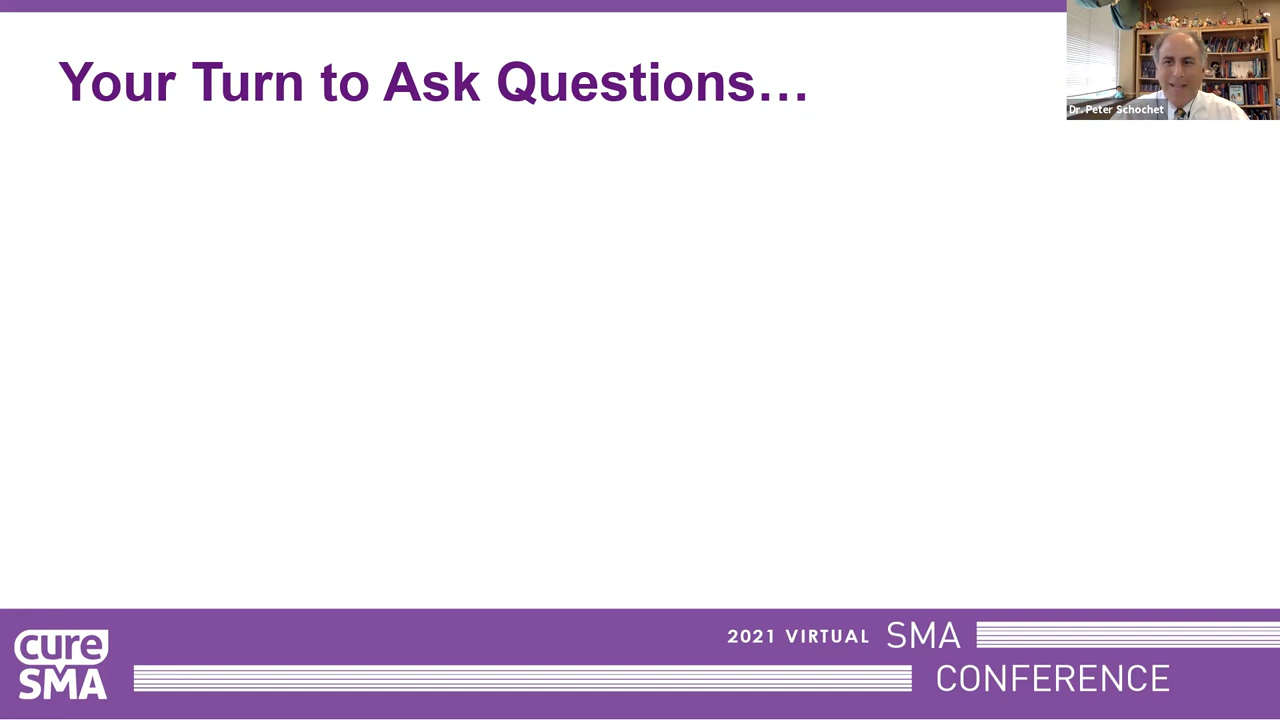 Your Turn to Ask Questions…
Dr. Peter Schochet
cure
SMA
2021 VIRTUAL SMA
CONFERENCE